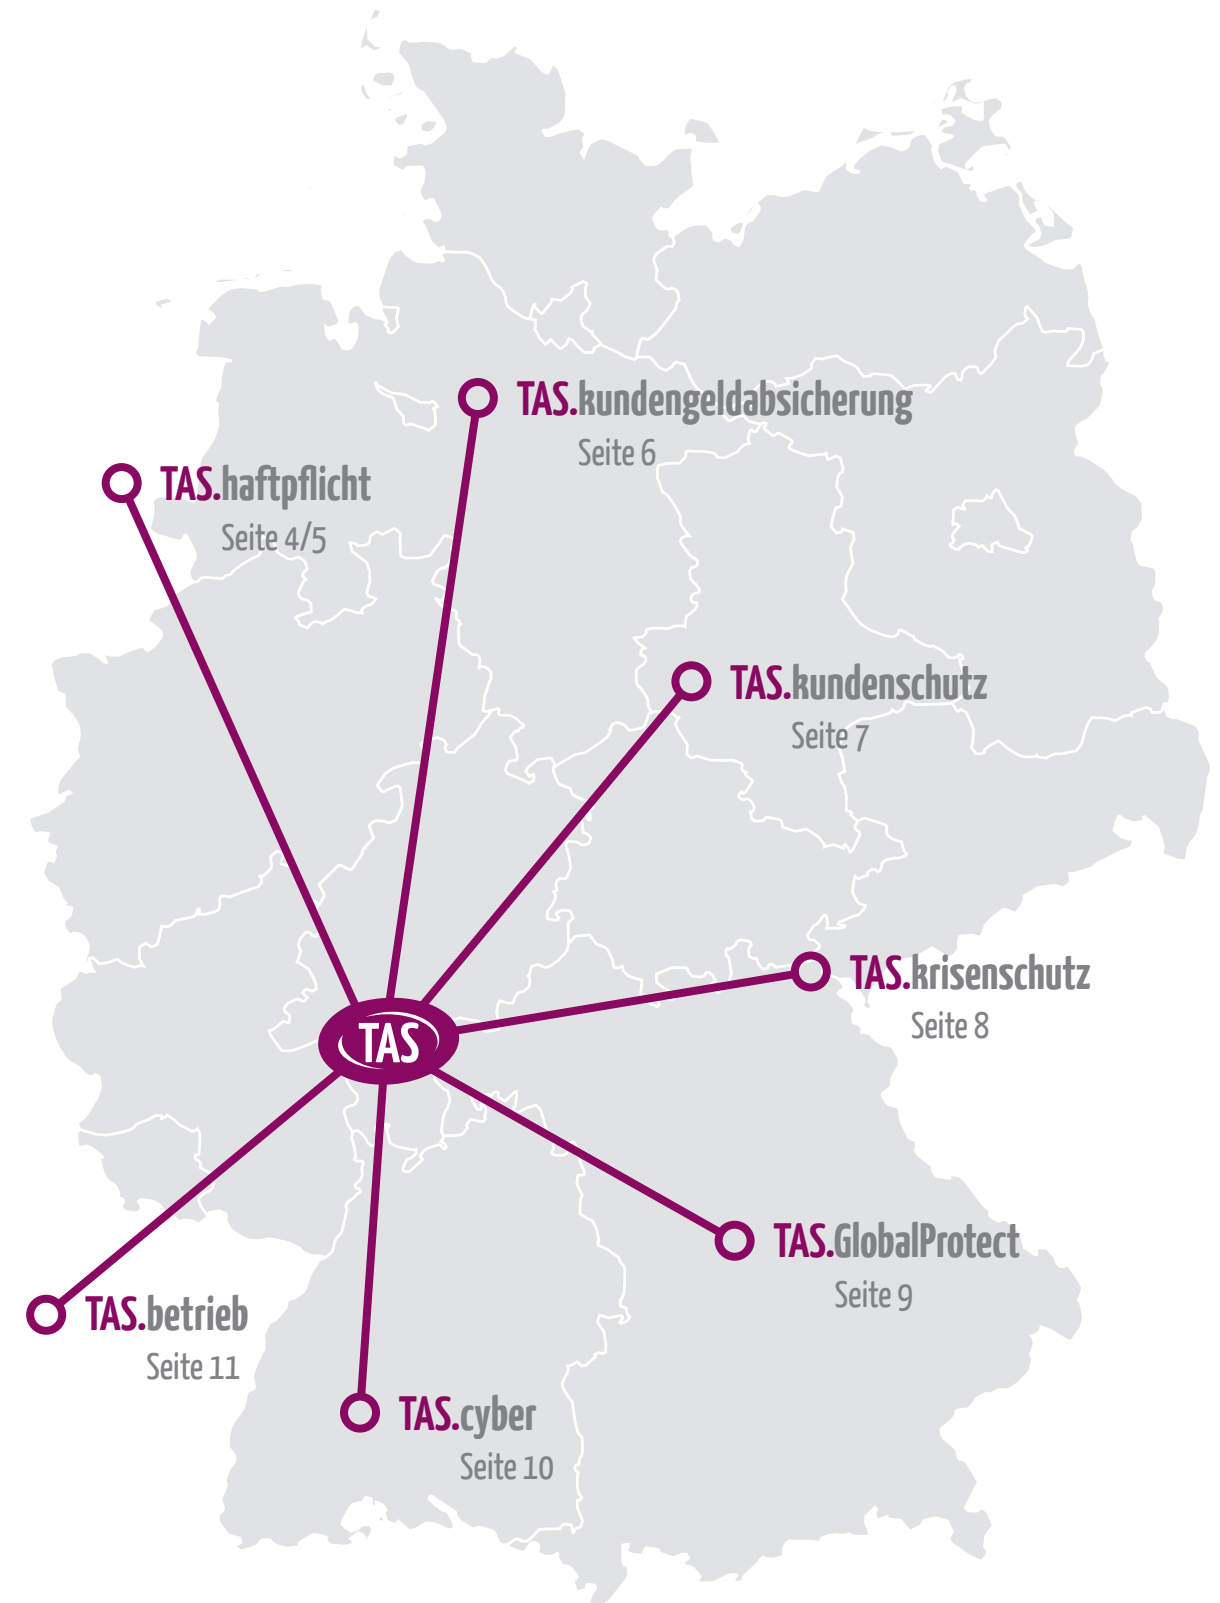 TAS.kundengeldabsicherung
Seite 6
TAS.haftpflicht
Seite 4/5
TAS.kundenschutz
Seite 7
TAS.krisenschutz
Seite 8
TAS
TAS.GlobalProtect
Seite 9
TAS.betrieb
Seite 11
TAS.cyber
Seite 10